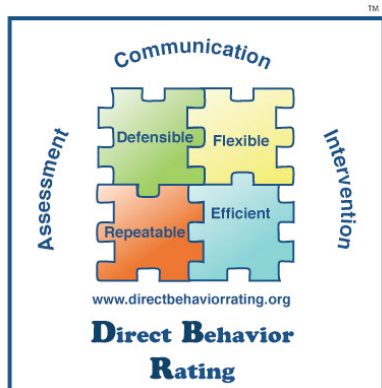 TM
Communication
Assessment
Intervention
Defensible
Flexible
Repeatable
Efficient
www.directbehaviorrating.org
Direct Behavior
Rating